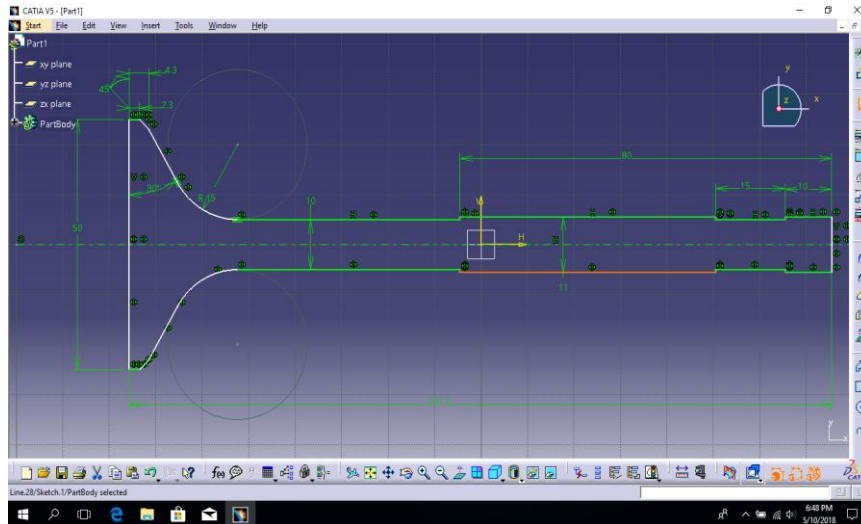 CATIA V5 - [Part1]
Start File Edit View Insert Tools Window Help
Part1
xy plane
yz plane
zx plane
PartBody
4.3
45
2.3
80
15
10
30°
R 15
10
50
11
H
y
z
x
y
x
Line.28/Sketch.1/PartBody selected
6:48 PM
5/10/2018